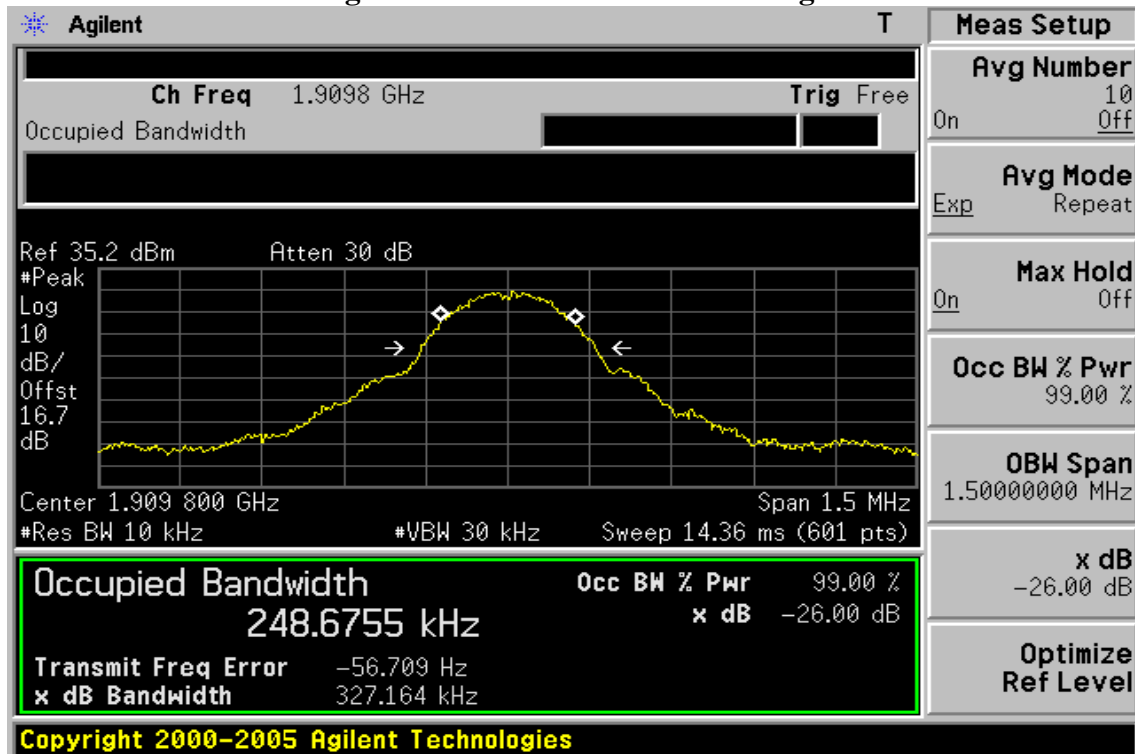 Agilent T
Ch Freq 1.9098 GHz Trig Free
Occupied Bandwidth
Ref 35.2 dBm Atten 30 dB
#Peak
Log
10
dB/
Offst
16.7
dB
Center 1.909 800 GHz Span 1.5 MHz
#Res BW 10 kHz #VBW 30 kHz Sweep 14.36 ms (601 pts)
Occupied Bandwidth Occ BW % Pwr 99.00 %
248.6755 kHz x dB -26.00 dB
Transmit Freq Error -56.709 Hz
x dB Bandwidth 327.164 kHz
Copyright 2000-2005 Agilent Technologies
Meas Setup
Avg Number
10
On Off
Avg Mode
Exp Repeat
Max Hold
On Off
Occ BW % Pwr
99.00 %
OBW Span
1.50000000 MHz
x dB
-26.00 dB
Optimize
Ref Level